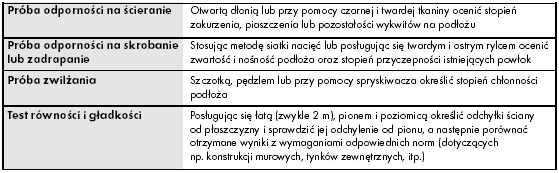 Próba odporności na ścieranie
Otwartą dłonią lub przy pomocy czarnej i twardej tkaniny ocenić stopień
zakurzenia, piaszczenia lub pozostałości wykwitów na podłożu
Próba odporności na skrobanie
lub zadrapanie
Stosując metodę siatki nacięć lub posługując się twardym i ostrym rylcem ocenić
zwartość i nośność podłoża oraz stopień przyczepności istniejących powłok
Próba zwilżania
Szczotką, pędzlem lub przy pomocy spryskiwacza określić stopień chłonności
podłoża
Test równości i gładkości
Posługując się łatą (zwykle 2 m), pionem i poziomicą określić odchyłki ściany
od płaszczyzny i sprawdzić jej odchylenie od pionu, a następnie porównać
otrzymane wyniki z wymaganiami odpowiednich norm (dotyczących
np. konstrukcji murowych, tynków zewnętrznych, itp.)